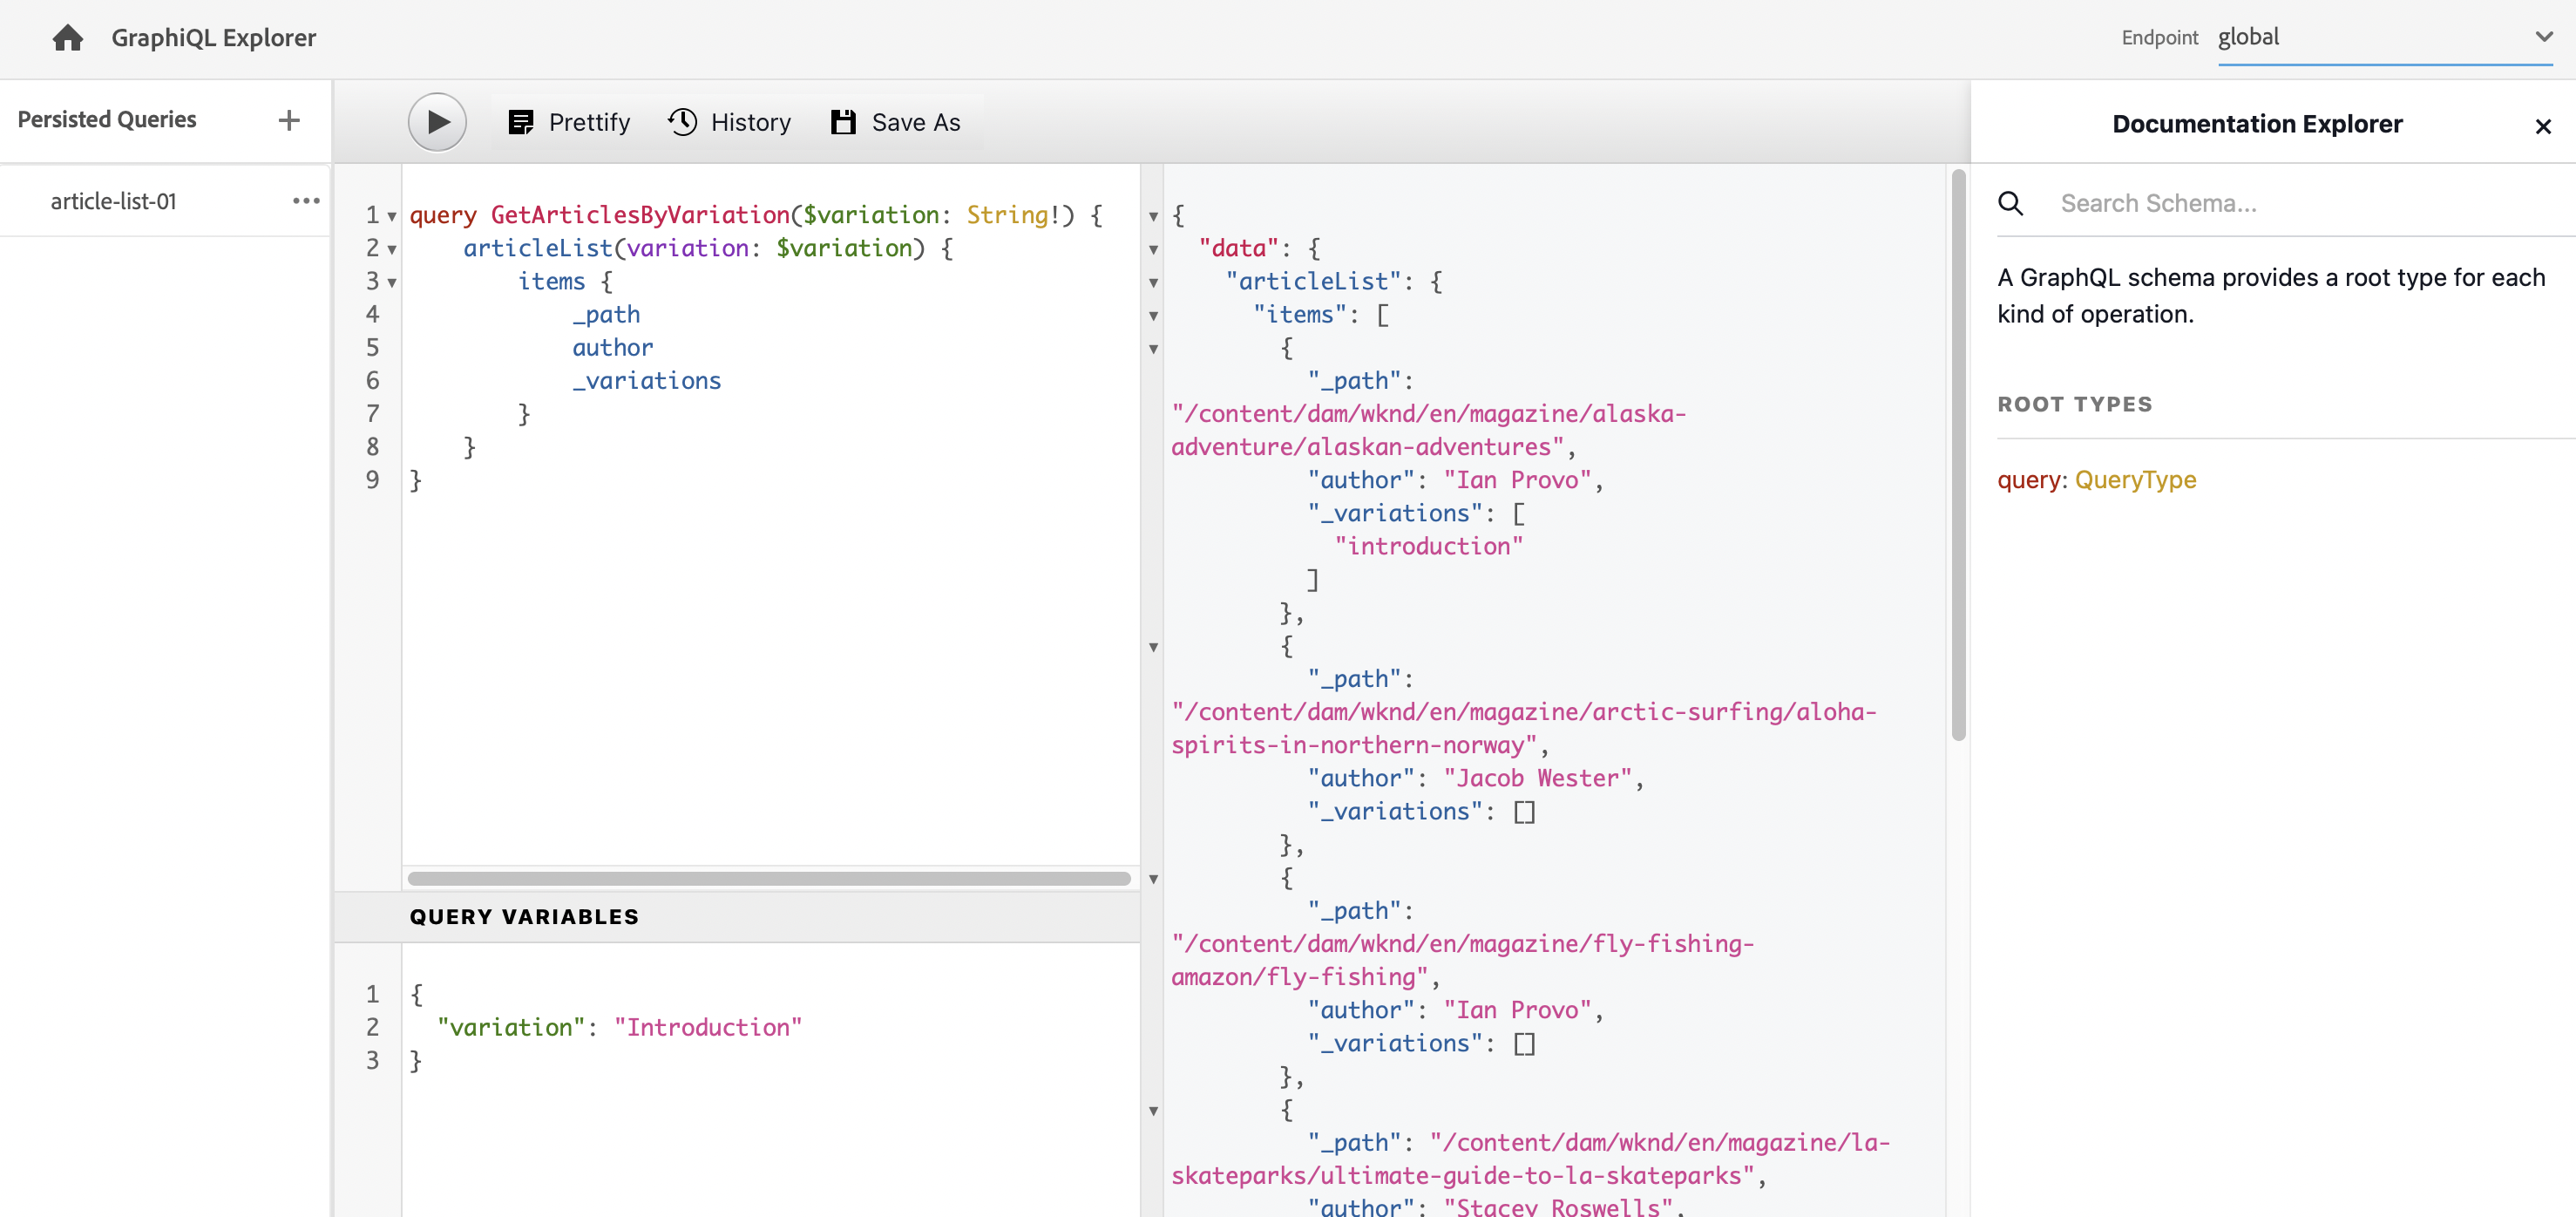 GraphiQL Explorer
Endpoint global
Persisted Queries +
article-list-01 •••
Prettify History Save As
1 query GetArticlesByVariation($variation: String!) {
2 articleList(variation: $variation) {
3 items {
4 _path
5 author
6 _variations
7 }
8 }
9 }
QUERY VARIABLES
1 {
2 "variation": "Introduction"
3 }
{
"data": {
"articleList": {
"items": [
{
"_path":
"/content/dam/wknd/en/magazine/alaska-
adventure/alaskan-adventures",
"author": "Ian Provo",
"_variations": [
"introduction"
]
},
{
"_path":
"/content/dam/wknd/en/magazine/arctic-surfing/aloha-
spirits-in-northern-norway",
"author": "Jacob Wester",
"_variations": []
},
{
"_path":
"/content/dam/wknd/en/magazine/fly-fishing-
amazon/fly-fishing",
"author": "Ian Provo",
"_variations": []
},
{
"_path": "/content/dam/wknd/en/magazine/la-
skateparks/ultimate-guide-to-la-skateparks",
"author": "Stacey Roswells",
Documentation Explorer
Search Schema...
A GraphQL schema provides a root type for each
kind of operation.
ROOT TYPES
query: QueryType